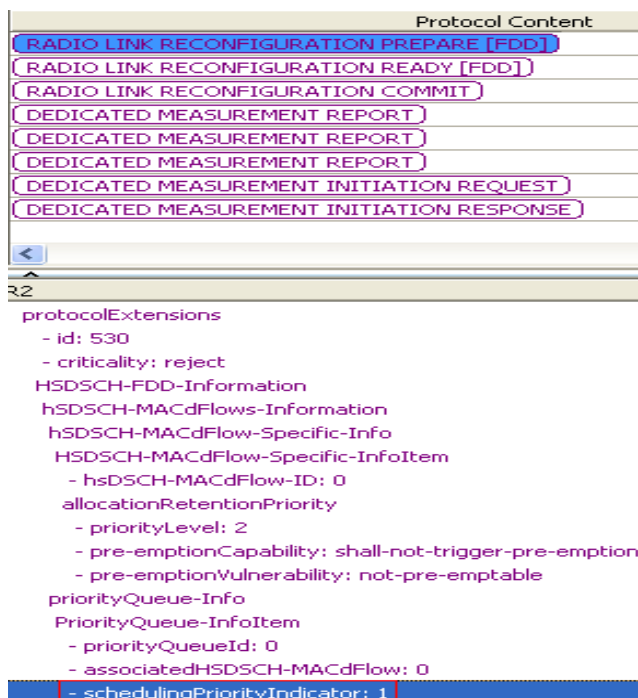 Protocol Content
RADIO LINK RECONFIGURATION PREPARE [FDD]
RADIO LINK RECONFIGURATION READY [FDD]
RADIO LINK RECONFIGURATION COMMIT
DEDICATED MEASUREMENT REPORT
DEDICATED MEASUREMENT REPORT
DEDICATED MEASUREMENT REPORT
DEDICATED MEASUREMENT INITIATION REQUEST
DEDICATED MEASUREMENT INITIATION RESPONSE
R2
protocolExtensions
- id: 530
- criticality: reject
HSDSCH-FDD-Information
hSDSCH-MACdFlows-Information
hSDSCH-MACdFlow-Specific-Info
HSDSCH-MACdFlow-Specific-InfoItem
- hsDSCH-MACdFlow-ID: 0
allocationRetentionPriority
- priorityLevel: 2
- pre-emptionCapability: shall-not-trigger-pre-emption
- pre-emptionVulnerability: not-pre-emptable
priorityQueue-Info
PriorityQueue-InfoItem
- priorityQueueId: 0
- associatedHSDSCH-MACdFlow: 0
- schedulingPriorityIndicator: 1